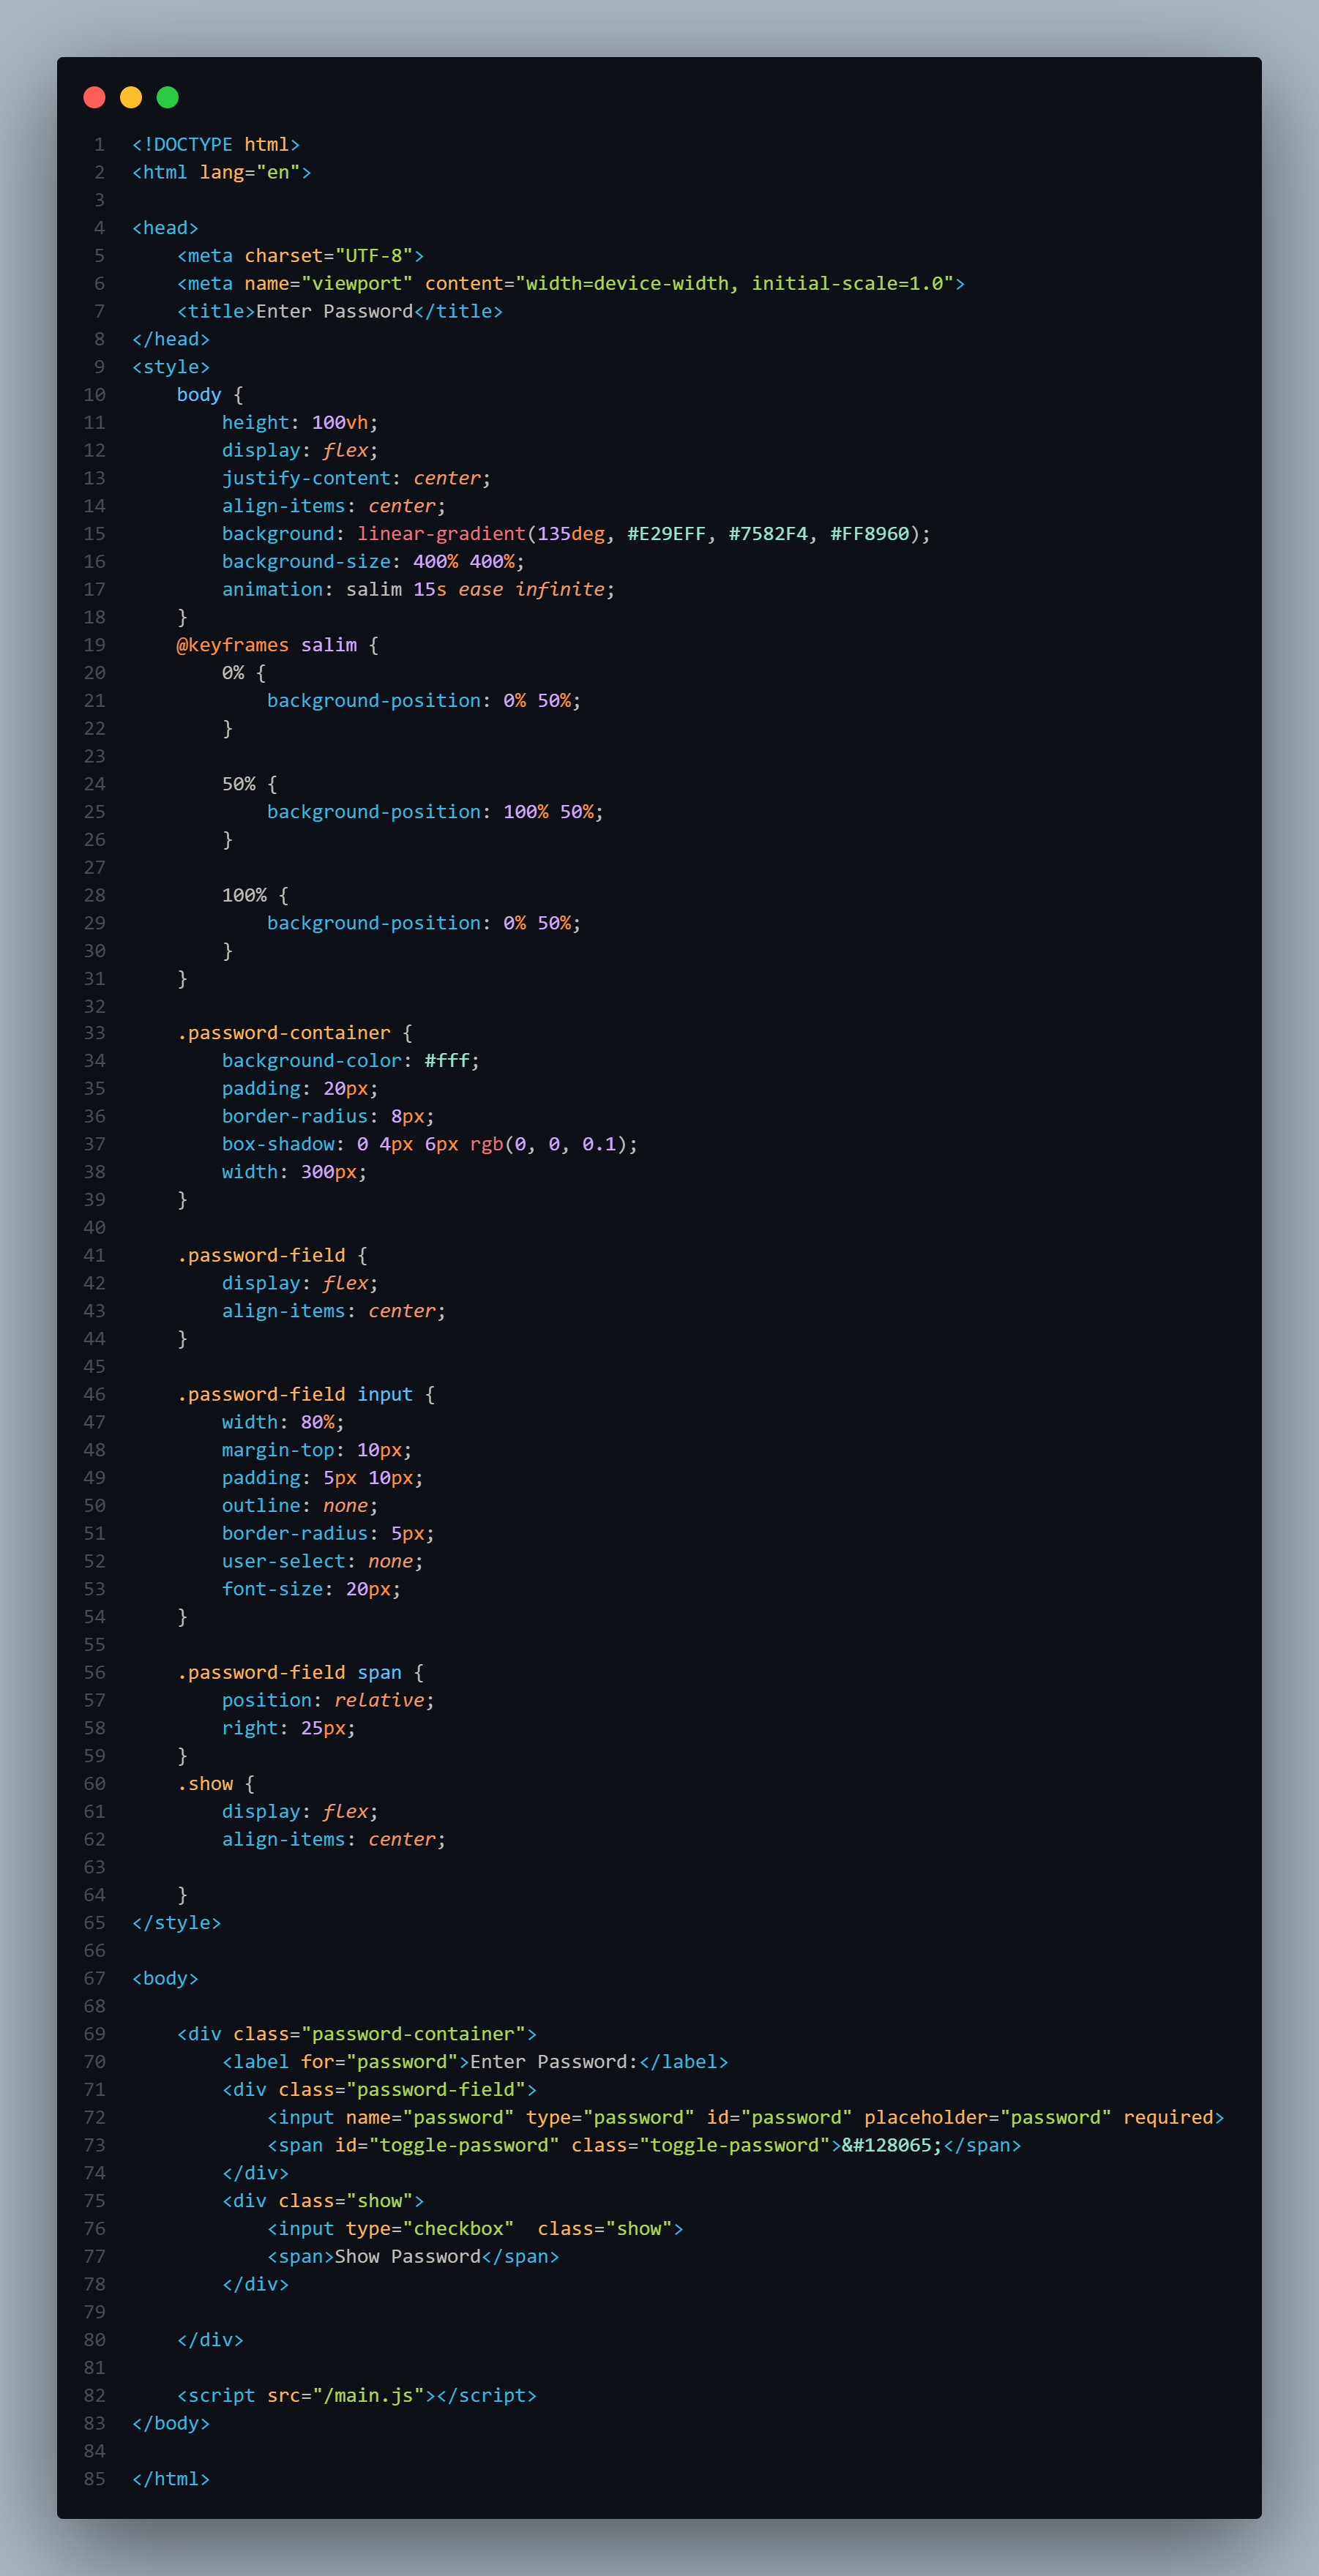 1 <!DOCTYPE html>
2 <html lang="en">
3
4 <head>
5     <meta charset="UTF-8">
6     <meta name="viewport" content="width=device-width, initial-scale=1.0">
7     <title>Enter Password</title>
8 </head>
9 <style>
10     body {
11         height: 100vh;
12         display: flex;
13         justify-content: center;
14         align-items: center;
15         background: linear-gradient(135deg, #E29EFF, #7582F4, #FF8960);
16         background-size: 400% 400%;
17         animation: salim 15s ease infinite;
18     }
19     @keyframes salim {
20         0% {
21             background-position: 0% 50%;
22         }
23
24         50% {
25             background-position: 100% 50%;
26         }
27
28         100% {
29             background-position: 0% 50%;
30         }
31     }
32
33     .password-container {
34         background-color: #fff;
35         padding: 20px;
36         border-radius: 8px;
37         box-shadow: 0 4px 6px rgb(0, 0, 0.1);
38         width: 300px;
39     }
40
41     .password-field {
42         display: flex;
43         align-items: center;
44     }
45
46     .password-field input {
47         width: 80%;
48         margin-top: 10px;
49         padding: 5px 10px;
50         outline: none;
51         border-radius: 5px;
52         user-select: none;
53         font-size: 20px;
54     }
55
56     .password-field span {
57         position: relative;
58         right: 25px;
59     }
60     .show {
61         display: flex;
62         align-items: center;
63
64     }
65 </style>
66
67 <body>
68
69     <div class="password-container">
70         <label for="password">Enter Password:</label>
71         <div class="password-field">
72             <input name="password" type="password" id="password" placeholder="password" required>
73             <span id="toggle-password" class="toggle-password">&#128065;</span>
74         </div>
75         <div class="show">
76             <input type="checkbox"  class="show">
77             <span>Show Password</span>
78         </div>
79
80     </div>
81
82     <script src="/main.js"></script>
83 </body>
84
85 </html>